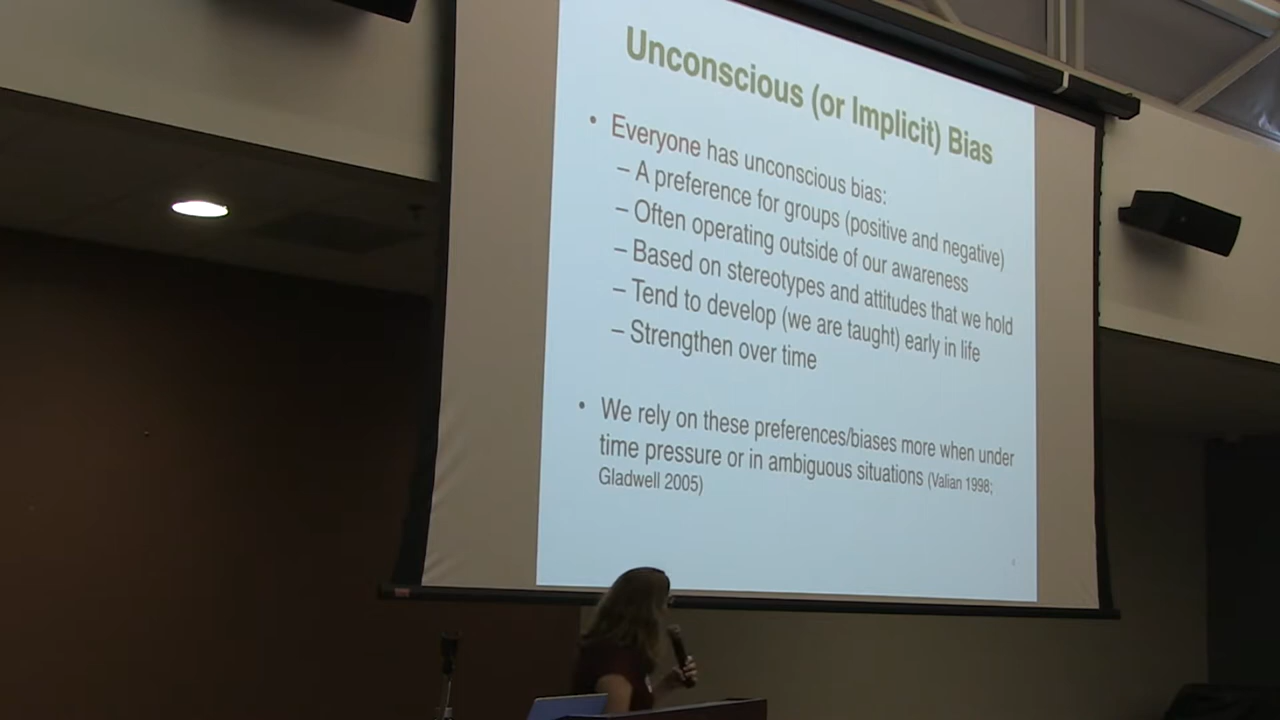 Unconscious (or Implicit) Bias
• Everyone has unconscious bias:
– A preference for groups (positive and negative)
– Often operating outside of our awareness
– Based on stereotypes and attitudes that we hold
– Tend to develop (we are taught) early in life
– Strengthen over time
• We rely on these preferences/biases more when under
time pressure or in ambiguous situations (Valian 1998;
Gladwell 2005)